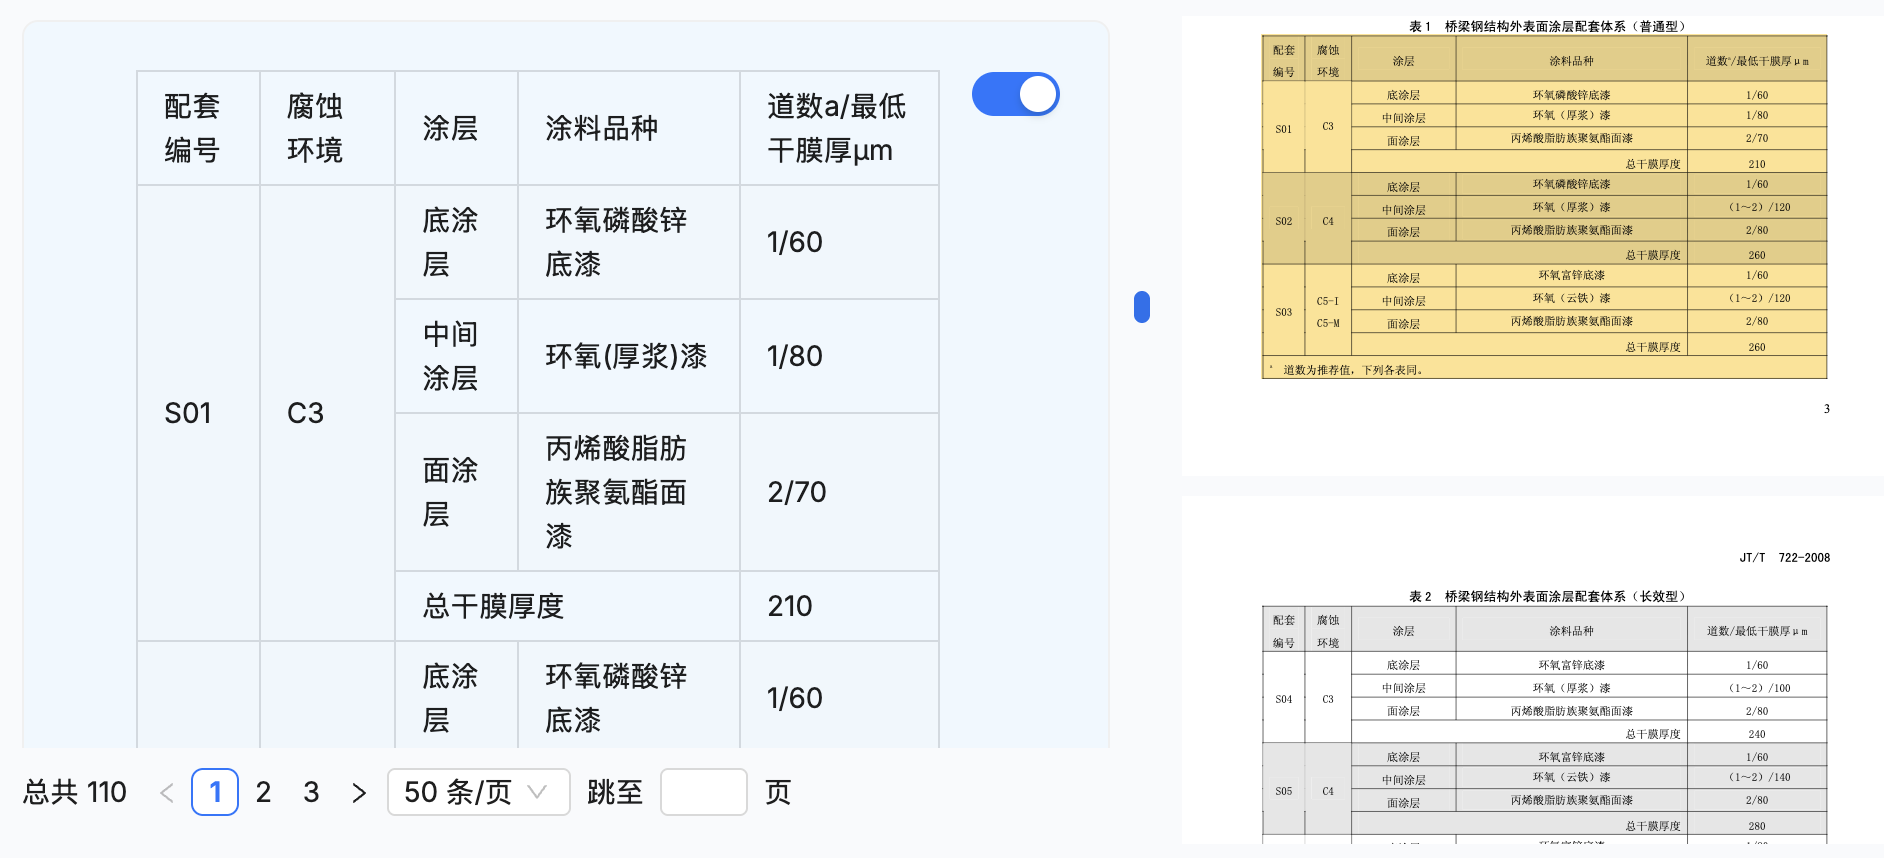 配套编号 腐蚀环境 涂层 涂料品种 道数a/最低干膜厚μm
S01 C3 底涂层 环氧磷酸锌底漆 1/60
中间涂层 环氧(厚浆)漆 1/80
面涂层 丙烯酸脂肪族聚氨酯面漆 2/70
总干膜厚度 210
底涂层 环氧磷酸锌底漆 1/60
总共 110 1 2 3 50 条/页 跳至 页
表 1 桥梁钢结构外表面涂层配套体系（普通型）
配套编号 腐蚀环境 涂层 涂料品种 道数ᵃ/最低干膜厚μm
S01 C3 底涂层 环氧磷酸锌底漆 1/60
中间涂层 环氧（厚浆）漆 1/80
面涂层 丙烯酸脂肪族聚氨酯面漆 2/70
总干膜厚度 210
S02 C4 底涂层 环氧磷酸锌底漆 1/60
中间涂层 环氧（厚浆）漆 （1～2）/120
面涂层 丙烯酸脂肪族聚氨酯面漆 2/80
总干膜厚度 260
S03 C5-I C5-M 底涂层 环氧富锌底漆 1/60
中间涂层 环氧（云铁）漆 （1～2）/120
面涂层 丙烯酸脂肪族聚氨酯面漆 2/80
总干膜厚度 260
ᵃ 道数为推荐值，下列各表同。
3
JT/T 722-2008
表 2 桥梁钢结构外表面涂层配套体系（长效型）
配套编号 腐蚀环境 涂层 涂料品种 道数/最低干膜厚μm
S04 C3 底涂层 环氧富锌底漆 1/60
中间涂层 环氧（厚浆）漆 （1～2）/100
面涂层 丙烯酸脂肪族聚氨酯面漆 2/80
总干膜厚度 240
S05 C4 底涂层 环氧富锌底漆 1/60
中间涂层 环氧（云铁）漆 （1～2）/140
面涂层 丙烯酸脂肪族聚氨酯面漆 2/80
总干膜厚度 280